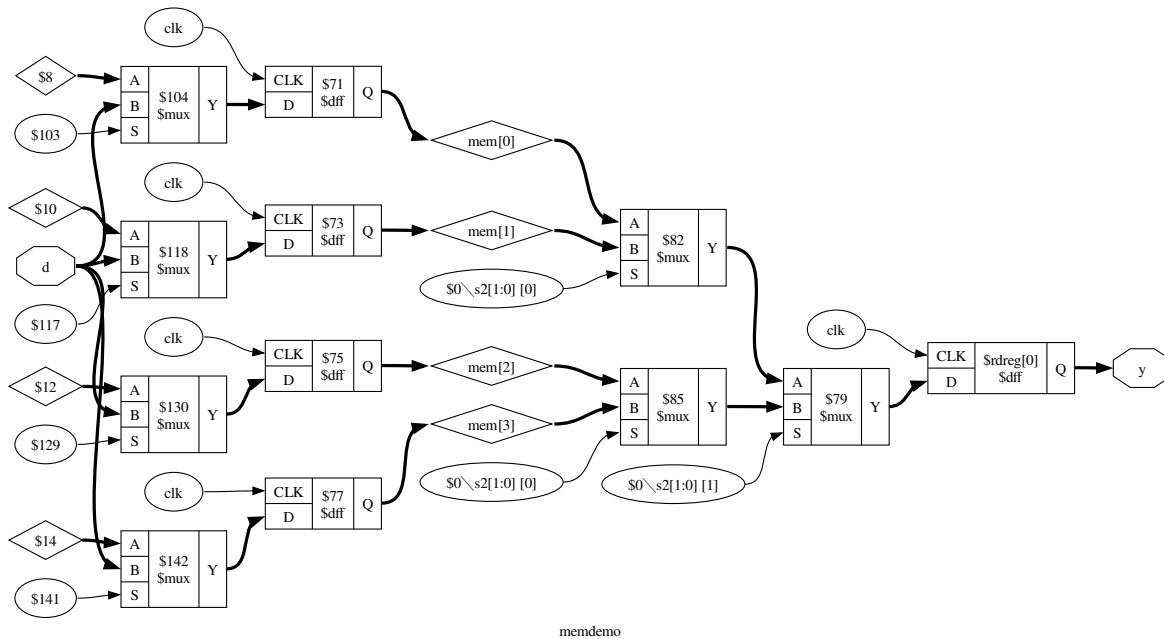 clk
$8
A
B
S
$104
$mux
Y
CLK
D
$71
$dff
Q
$103
mem[0]
clk
$10
A
B
S
$118
$mux
Y
CLK
D
$73
$dff
Q
mem[1]
A
B
S
$82
$mux
Y
d
$0\s2[1:0] [0]
$117
clk
clk
$12
A
B
S
$130
$mux
Y
CLK
D
$75
$dff
Q
mem[2]
A
B
S
$85
$mux
Y
A
B
S
$79
$mux
Y
CLK
D
$rdreg[0]
$dff
Q
y
mem[3]
$129
$0\s2[1:0] [0]
$0\s2[1:0] [1]
clk
CLK
D
$77
$dff
Q
$14
A
B
S
$142
$mux
Y
$141
memdemo